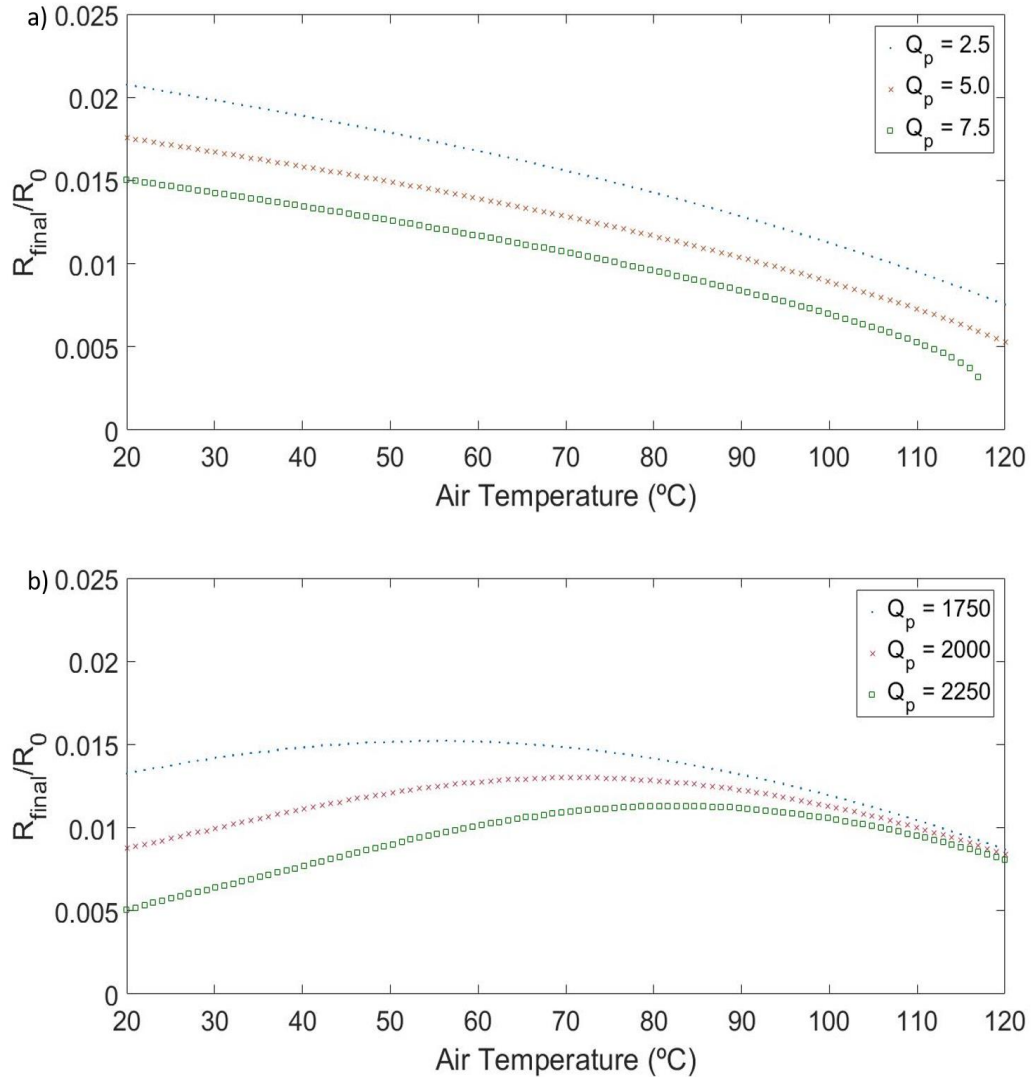 a)
0.025
0.02
0.015
0.01
0.005
0
R_final/R_0
20 30 40 50 60 70 80 90 100 110 120
Air Temperature (ºC)
Q_p = 2.5
Q_p = 5.0
Q_p = 7.5
b)
0.025
0.02
0.015
0.01
0.005
0
R_final/R_0
20 30 40 50 60 70 80 90 100 110 120
Air Temperature (ºC)
Q_p = 1750
Q_p = 2000
Q_p = 2250